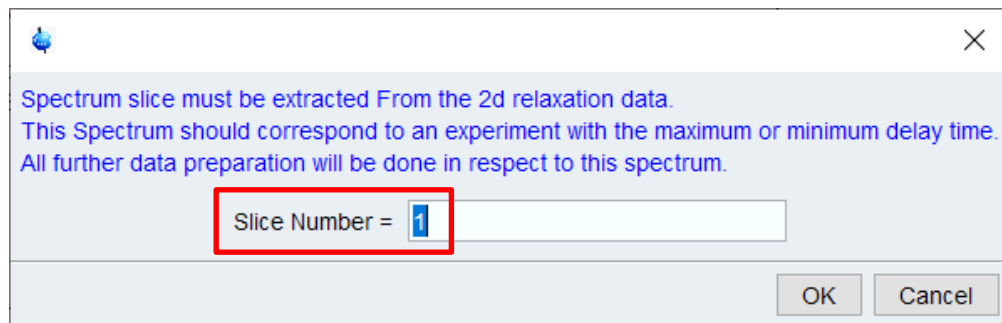 Spectrum slice must be extracted From the 2d relaxation data.
This Spectrum should correspond to an experiment with the maximum or minimum delay time.
All further data preparation will be done in respect to this spectrum.
Slice Number = 1
OK Cancel